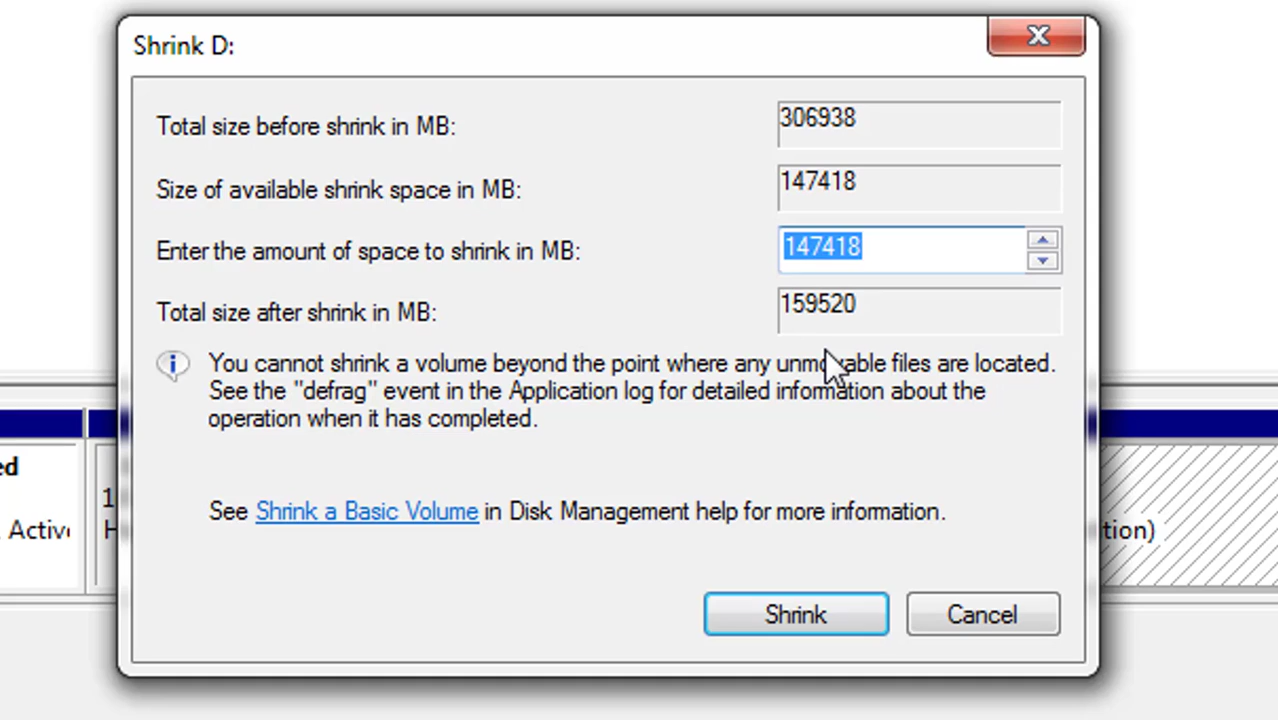 Shrink D:
Total size before shrink in MB: 306938
Size of available shrink space in MB: 147418
Enter the amount of space to shrink in MB: 147418
Total size after shrink in MB: 159520
You cannot shrink a volume beyond the point where any unmovable files are located.
See the "defrag" event in the Application log for detailed information about the
operation when it has completed.
ed
1
See Shrink a Basic Volume in Disk Management help for more information.
Activ
H
tion)
Shrink
Cancel